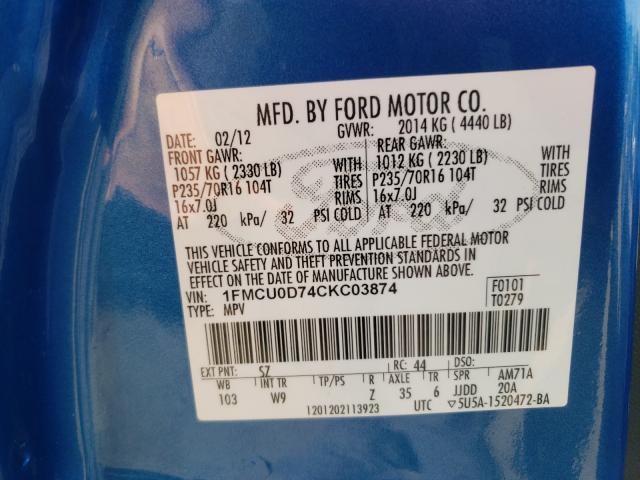 MFD. BY FORD MOTOR CO.
DATE: 02/12 GVWR: 2014 KG ( 4440 LB)
FRONT GAWR: REAR GAWR:
1057 KG ( 2330 LB) WITH 1012 KG ( 2230 LB) WITH
P235/70R16 104T TIRES P235/70R16 104T TIRES
16x7.0J RIMS 16x7.0J RIMS
AT 220 kPa/ 32 PSI COLD AT 220 kPa/ 32 PSI COLD
Ford
THIS VEHICLE CONFORMS TO ALL APPLICABLE FEDERAL MOTOR
VEHICLE SAFETY AND THEFT PREVENTION STANDARDS IN
EFFECT ON THE DATE OF MANUFACTURE SHOWN ABOVE.
VIN: 1FMCU0D74CKC03874 F0101
TYPE: MPV T0279
EXT PNT: SZ RC: 44 DSO:
WB INT TR TP/PS R AXLE TR SPR AM71A
103 W9 Z 35 6 JJDD 20A
1201202113923 UTC ▽5U5A-1520472-BA